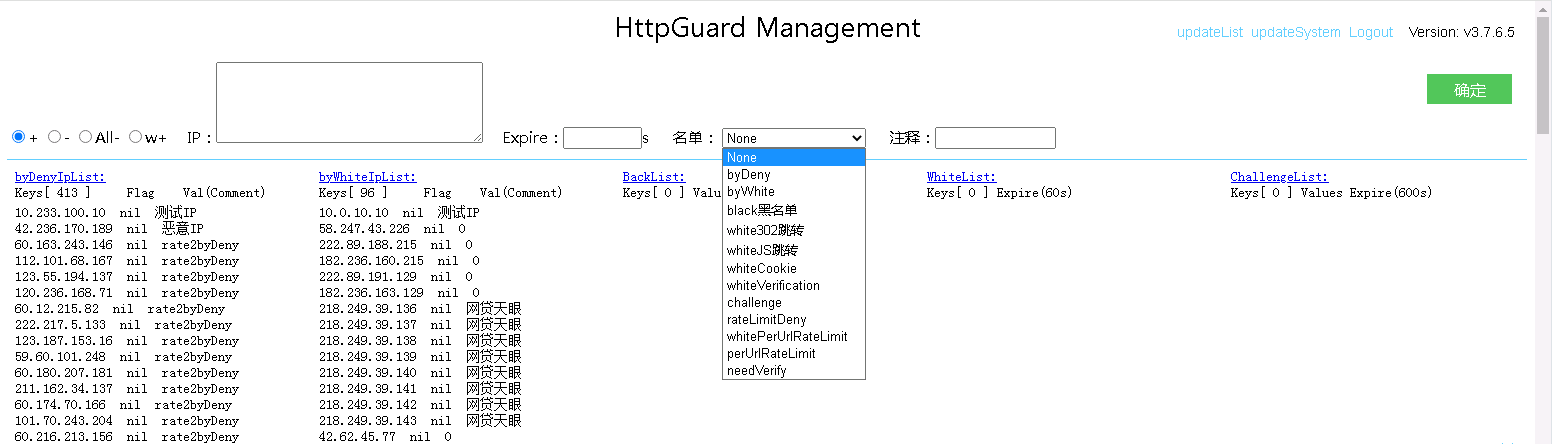 HttpGuard Management
updateList updateSystem Logout Version: v3.7.6.5
确定
+ - All- w+ IP : Expire : s 名单 : None 注释 :
None
byDeny
byWhite
black黑名单
white302跳转
whiteJS跳转
whiteCookie
whiteVerification
challenge
rateLimitDeny
whitePerUrlRateLimit
perUrlRateLimit
needVerify
byDenyIpList:
Keys[ 413 ] Flag Val(Comment)
10.233.100.10 nil 测试IP
42.236.170.189 nil 恶意IP
60.163.243.146 nil rate2byDeny
112.101.68.167 nil rate2byDeny
123.55.194.137 nil rate2byDeny
120.236.168.71 nil rate2byDeny
60.12.215.82 nil rate2byDeny
222.217.5.133 nil rate2byDeny
123.187.153.16 nil rate2byDeny
59.60.101.248 nil rate2byDeny
60.180.207.181 nil rate2byDeny
211.162.34.137 nil rate2byDeny
60.174.70.166 nil rate2byDeny
101.70.243.204 nil rate2byDeny
60.216.213.156 nil rate2byDeny
byWhiteIpList:
Keys[ 96 ] Flag Val(Comment)
10.0.10.10 nil 测试IP
58.247.43.226 nil 0
222.89.188.215 nil 0
182.236.160.215 nil 0
222.89.191.129 nil 0
182.236.163.129 nil 0
218.249.39.136 nil 网贷天眼
218.249.39.137 nil 网贷天眼
218.249.39.138 nil 网贷天眼
218.249.39.139 nil 网贷天眼
218.249.39.140 nil 网贷天眼
218.249.39.141 nil 网贷天眼
218.249.39.142 nil 网贷天眼
218.249.39.143 nil 网贷天眼
42.62.45.77 nil 0
BackList:
Keys[ 0 ] Valu
WhiteList:
Keys[ 0 ] Expire(60s)
ChallengeList:
Keys[ 0 ] Values Expire(600s)